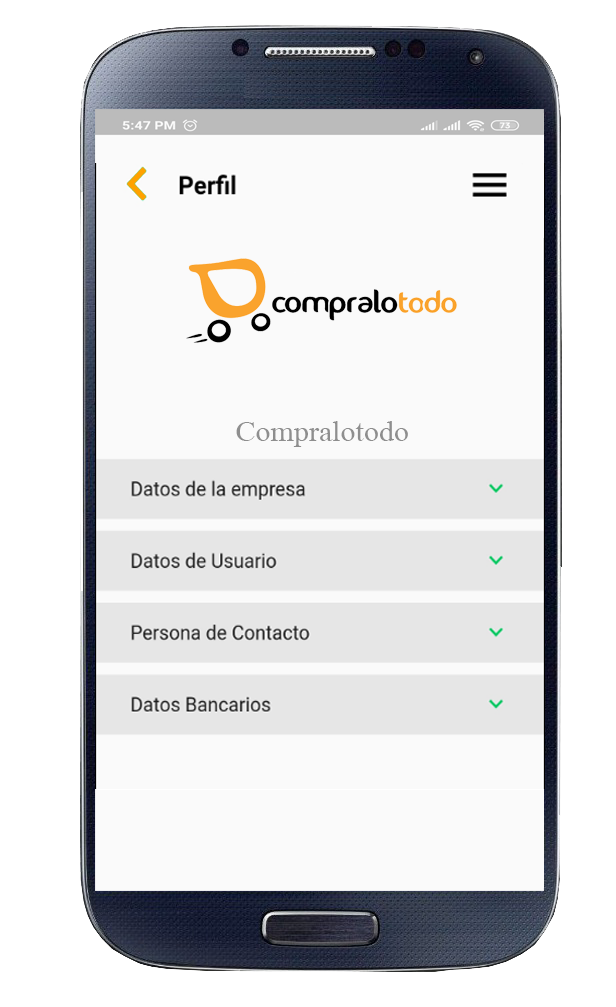 5:47 PM
73
Perfil
compralotodo
Compralotodo
Datos de la empresa
Datos de Usuario
Persona de Contacto
Datos Bancarios